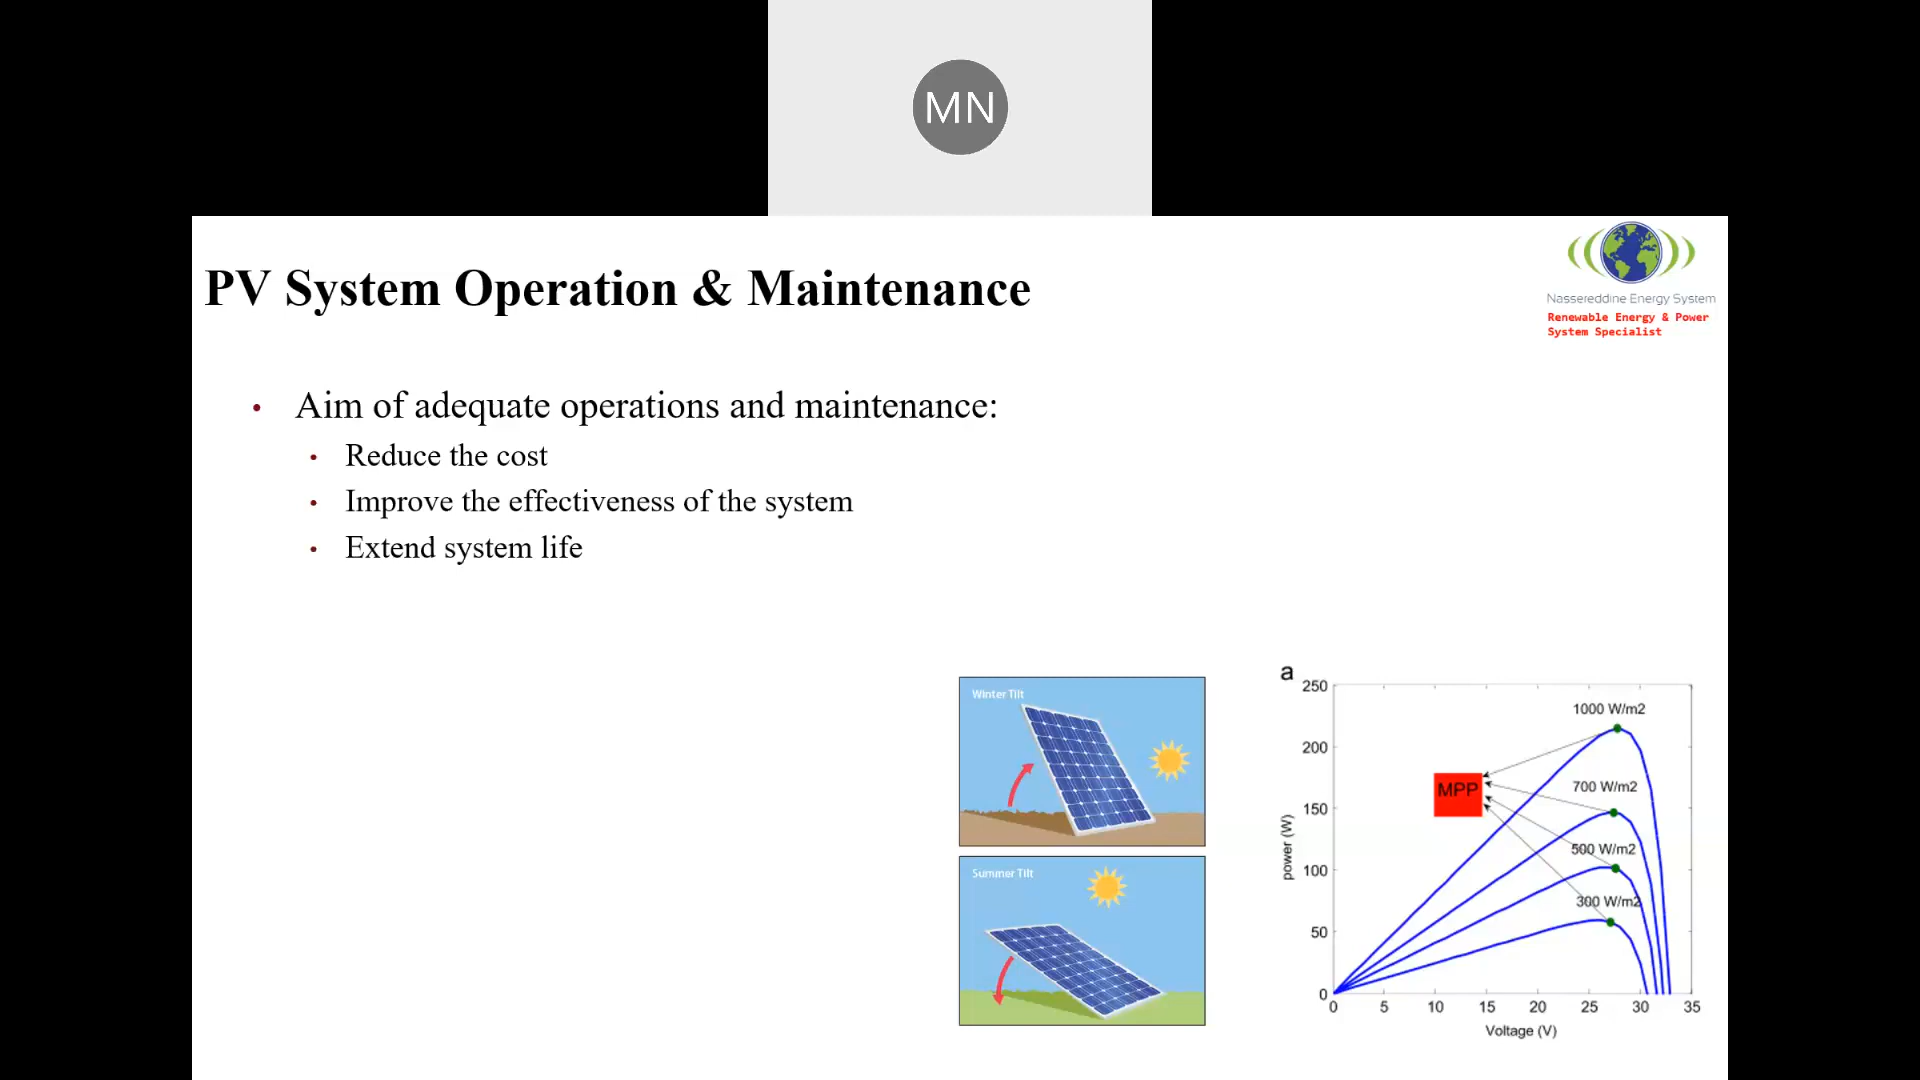 MN
PV System Operation & Maintenance
Nassereddine Energy System
Renewable Energy & Power
System Specialist
• Aim of adequate operations and maintenance:
• Reduce the cost
• Improve the effectiveness of the system
• Extend system life
Winter Tilt
Summer Tilt
a
250
200
150
100
50
0
power (W)
1000 W/m2
700 W/m2
500 W/m2
300 W/m2
MPP
0 5 10 15 20 25 30 35
Voltage (V)